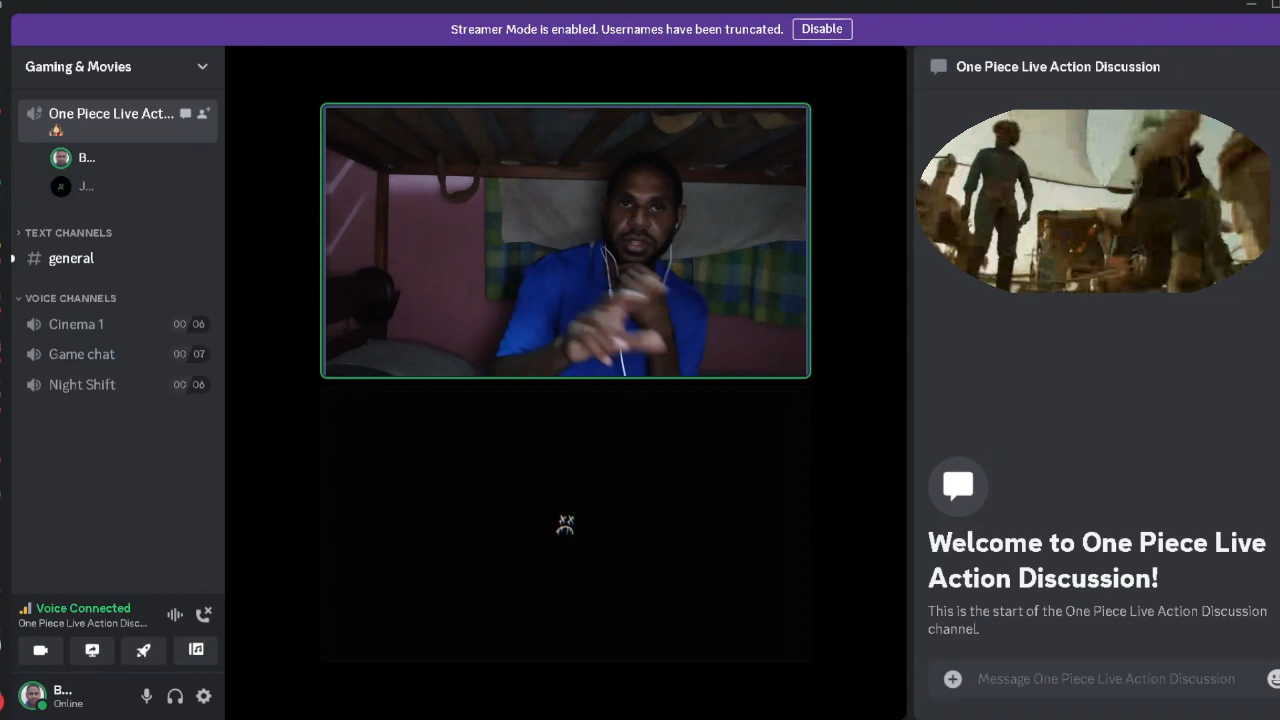 Streamer Mode is enabled. Usernames have been truncated.
Disable
Gaming & Movies
One Piece Live Act...
B...
J...
TEXT CHANNELS
general
VOICE CHANNELS
Cinema 1 00 06
Game chat 00 07
Night Shift 00 06
Voice Connected
One Piece Live Action Disc...
B...
Online
One Piece Live Action Discussion
Welcome to One Piece Live
Action Discussion!
This is the start of the One Piece Live Action Discussion
channel.
Message One Piece Live Action Discussion